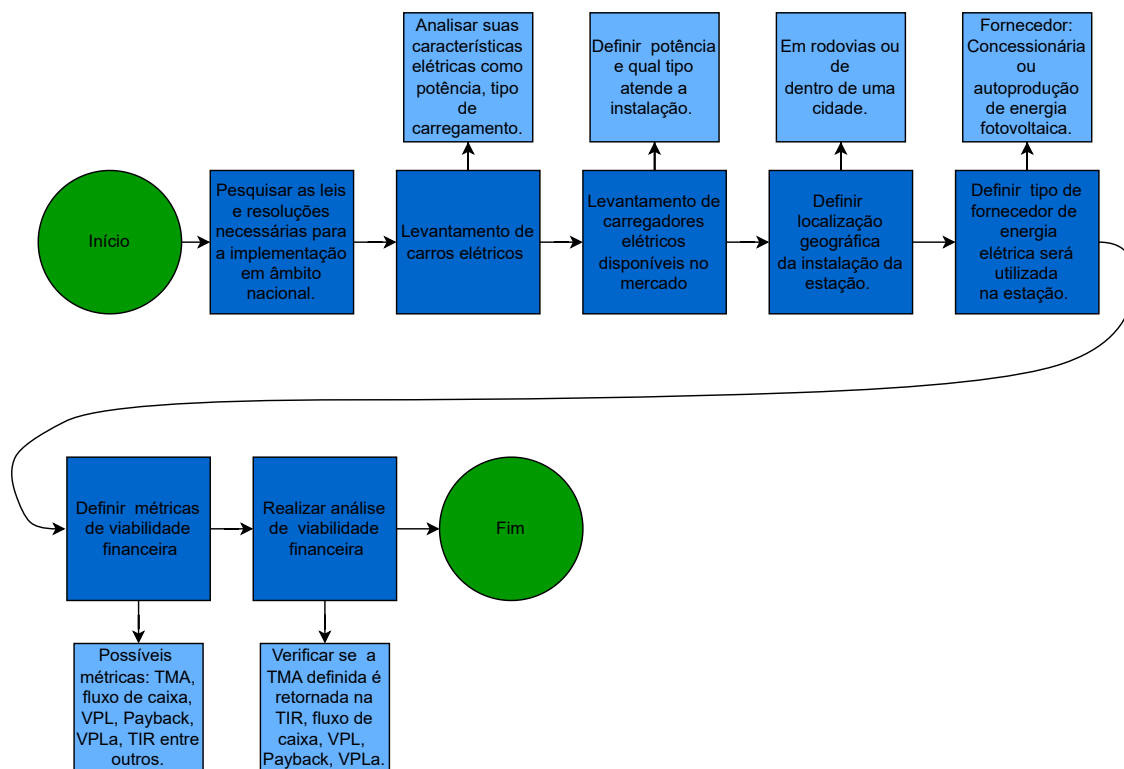 Analisar suas
características
elétricas como
potência, tipo
de
carregamento.
Definir potência
e qual tipo
atende a
instalação.
Em rodovias ou
de
dentro de uma
cidade.
Fornecedor:
Concessionária
ou
autoprodução
de energia
fotovoltaica.
Início
Pesquisar as leis
e resoluções
necessárias para
a implementação
em âmbito
nacional.
Levantamento de
carros elétricos
Levantamento de
carregadores
elétricos
disponíveis no
mercado
Definir
localização
geográfica
da instalação da
estação.
Definir tipo de
fornecedor de
energia
elétrica será
utilizada
na estação.
Definir métricas
de viabilidade
financeira
Realizar análise
de viabilidade
financeira
Fim
Possíveis
métricas: TMA,
fluxo de caixa,
VPL, Payback,
VPLa, TIR entre
outros.
Verificar se a
TMA definida é
retornada na
TIR, fluxo de
caixa, VPL,
Payback, VPLa.